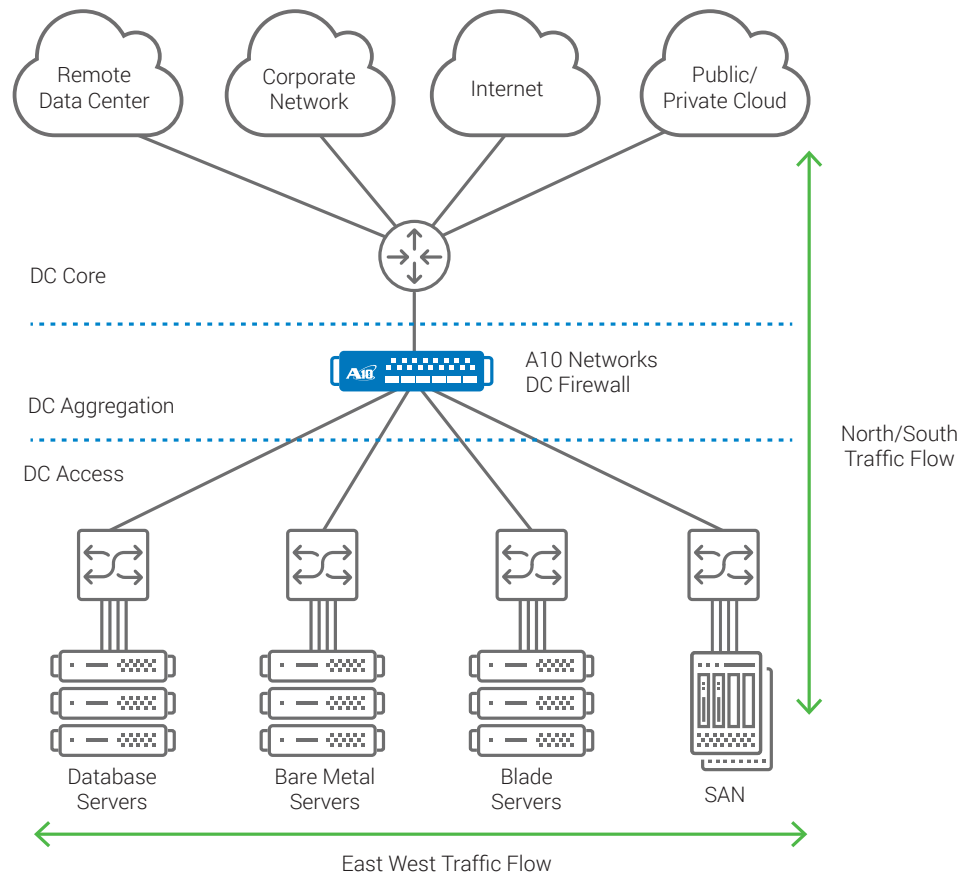 Remote
Data Center
Corporate
Network
Internet
Public/
Private Cloud
DC Core
A10
A10 Networks
DC Firewall
DC Aggregation
North/South
Traffic Flow
DC Access
Database
Servers
Bare Metal
Servers
Blade
Servers
SAN
East West Traffic Flow